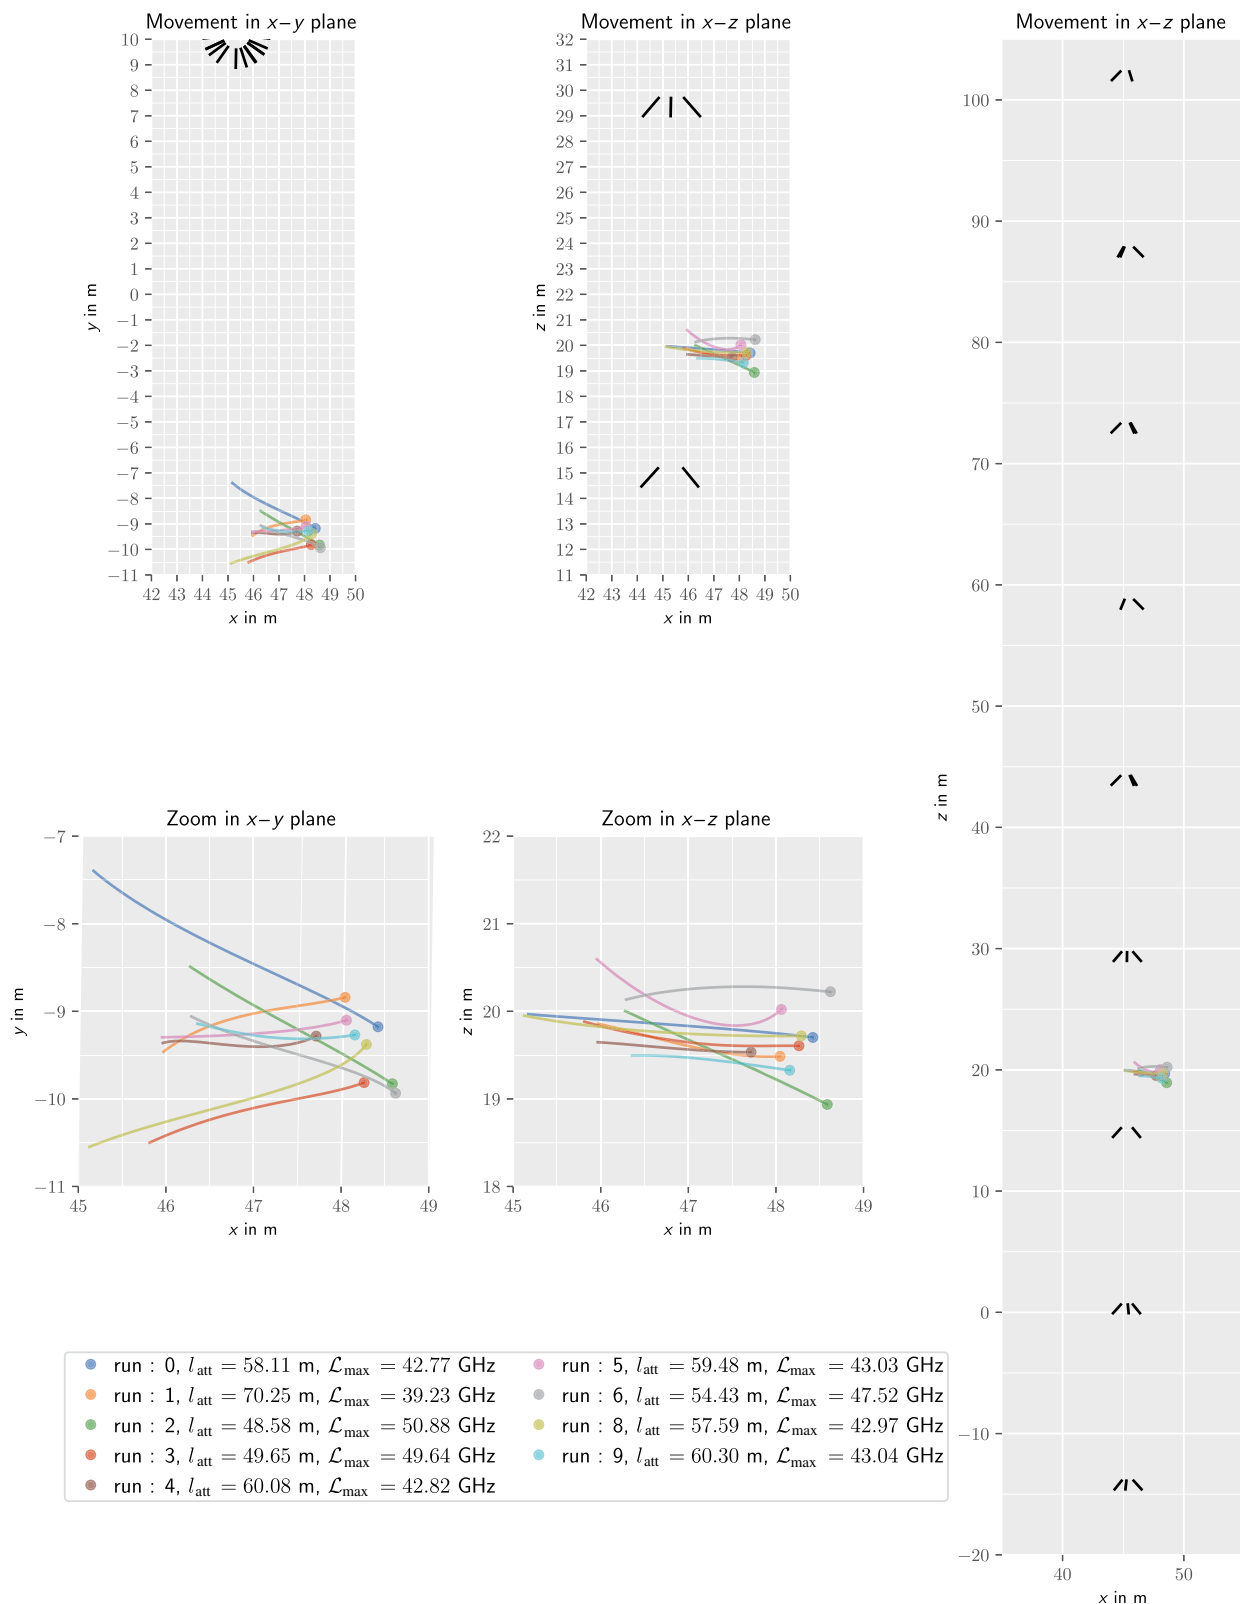 Movement in x–y plane
10
9
8
7
6
5
4
3
2
1
0
−1
−2
−3
−4
−5
−6
−7
−8
−9
−10
−11
y in m
42 43 44 45 46 47 48 49 50
x in m
Movement in x–z plane
32
31
30
29
28
27
26
25
24
23
22
21
20
19
18
17
16
15
14
13
12
11
z in m
42 43 44 45 46 47 48 49 50
x in m
Movement in x–z plane
100
90
80
70
60
50
40
30
20
10
0
−10
−20
z in m
40 50
x in m
Zoom in x–y plane
−7
−8
−9
−10
−11
y in m
45 46 47 48 49
x in m
Zoom in x–z plane
22
21
20
19
18
z in m
45 46 47 48 49
x in m
run : 0, l_att = 58.11 m, ℒ_max = 42.77 GHz
run : 1, l_att = 70.25 m, ℒ_max = 39.23 GHz
run : 2, l_att = 48.58 m, ℒ_max = 50.88 GHz
run : 3, l_att = 49.65 m, ℒ_max = 49.64 GHz
run : 4, l_att = 60.08 m, ℒ_max = 42.82 GHz
run : 5, l_att = 59.48 m, ℒ_max = 43.03 GHz
run : 6, l_att = 54.43 m, ℒ_max = 47.52 GHz
run : 8, l_att = 57.59 m, ℒ_max = 42.97 GHz
run : 9, l_att = 60.30 m, ℒ_max = 43.04 GHz